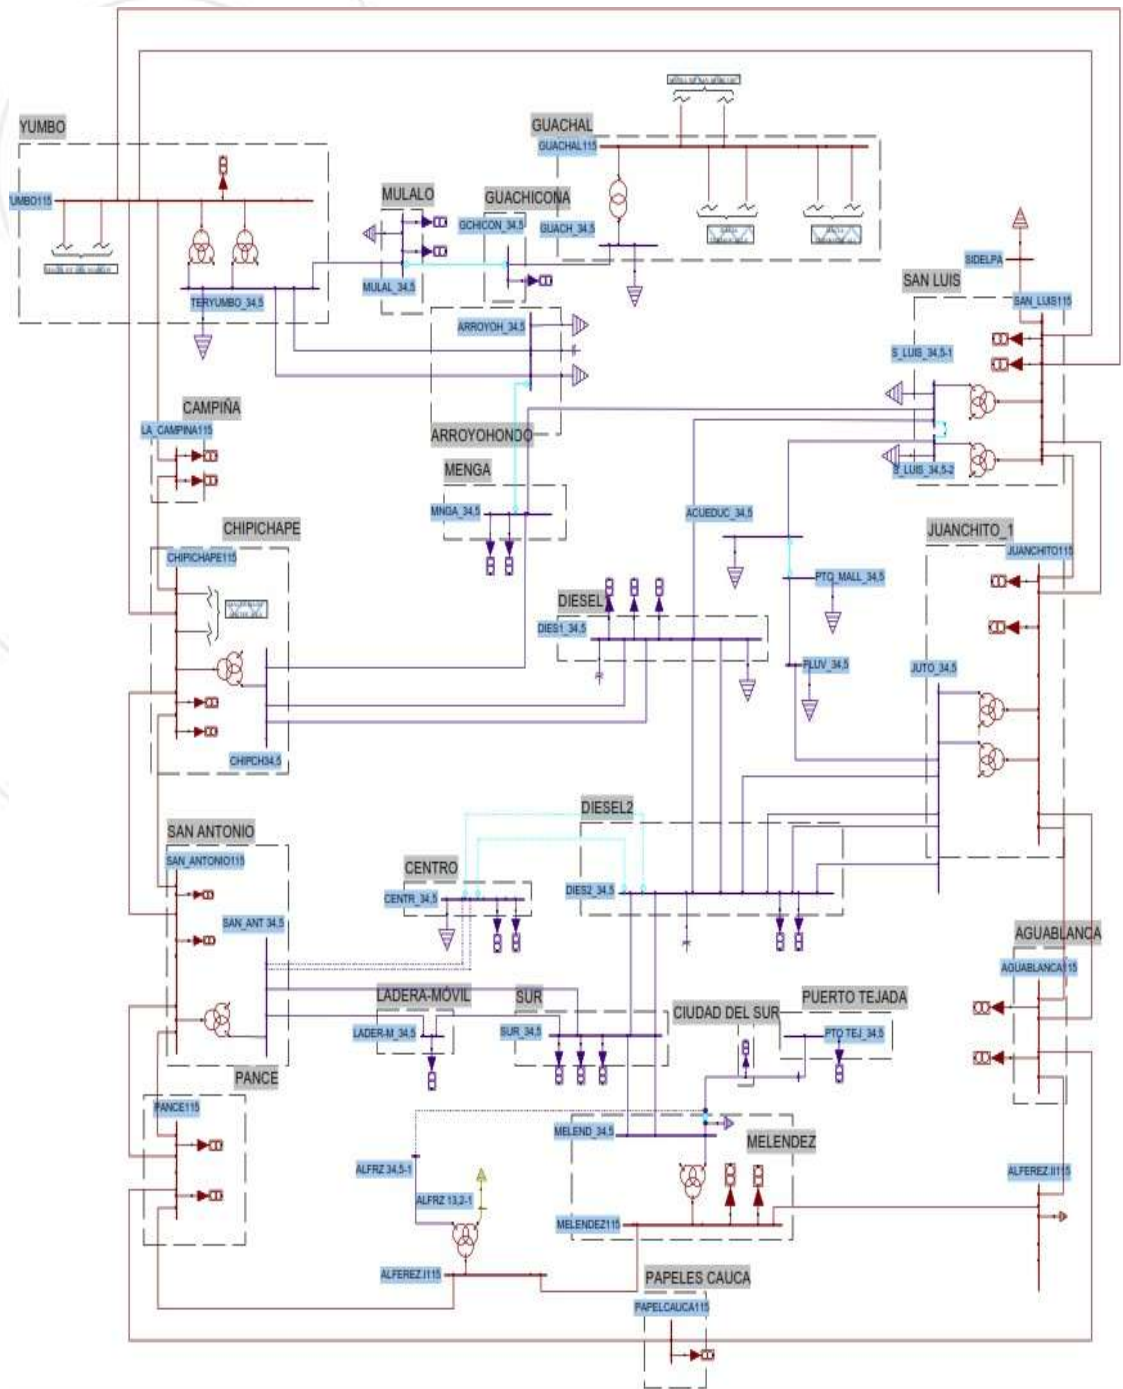 YUMBO
UMBO115
TERYUMBO_34,5
MULALO
MULAL_34,5
GUACHICONA
GCHICON_34,5
GUACHAL
GUACHAL115
GUACH_34,5
SIDELPA
SAN LUIS
SAN_LUIS115
S_LUIS_34,5-1
S_LUIS_34,5-2
ARROYOH_34,5
ARROYOHONDO
CAMPIÑA
LA_CAMPINA115
MENGA
MNGA_34,5
ACUEDUC_34,5
PTO_MALL_34,5
PLUV_34,5
JUANCHITO_1
JUANCHITO115
JUTO_34,5
CHIPICHAPE
CHIPICHAPE115
CHIPCH34,5
DIESEL
DIES1_34,5
DIESEL2
DIES2_34,5
SAN ANTONIO
SAN_ANTONIO115
SAN_ANT 34,5
CENTRO
CENTR_34,5
AGUABLANCA
AGUABLANCA115
LADERA-MÓVIL
LADER-M_34,5
SUR
SUR_34,5
CIUDAD DEL SUR
PUERTO TEJADA
PTO TEJ_34,5
PANCE
PANCE115
MELEND_34,5
MELENDEZ
MELENDEZ115
ALFRZ 34,5-1
ALFRZ 13,2-1
ALFEREZ.I115
ALFEREZ.II115
PAPELES CAUCA
PAPELCAUCA115